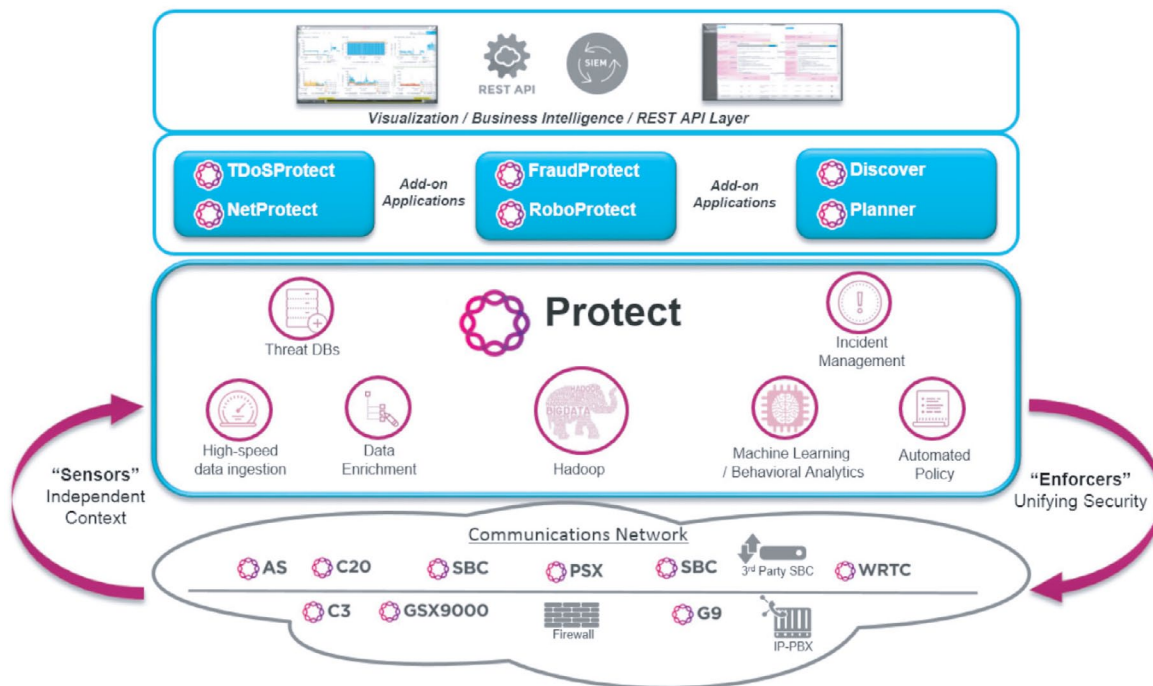 REST API
SIEM
Visualization / Business Intelligence / REST API Layer
TDoSProtect
NetProtect
Add-on
Applications
FraudProtect
RoboProtect
Add-on
Applications
Discover
Planner
Protect
Threat DBs
Incident
Management
High-speed
data ingestion
Data
Enrichment
HADOOP
BIG DATA
Hadoop
Machine Learning
/ Behavioral Analytics
Automated
Policy
“Sensors”
Independent
Context
“Enforcers”
Unifying Security
Communications Network
AS
C20
SBC
PSX
SBC
3rd Party SBC
WRTC
C3
GSX9000
Firewall
G9
IP-PBX